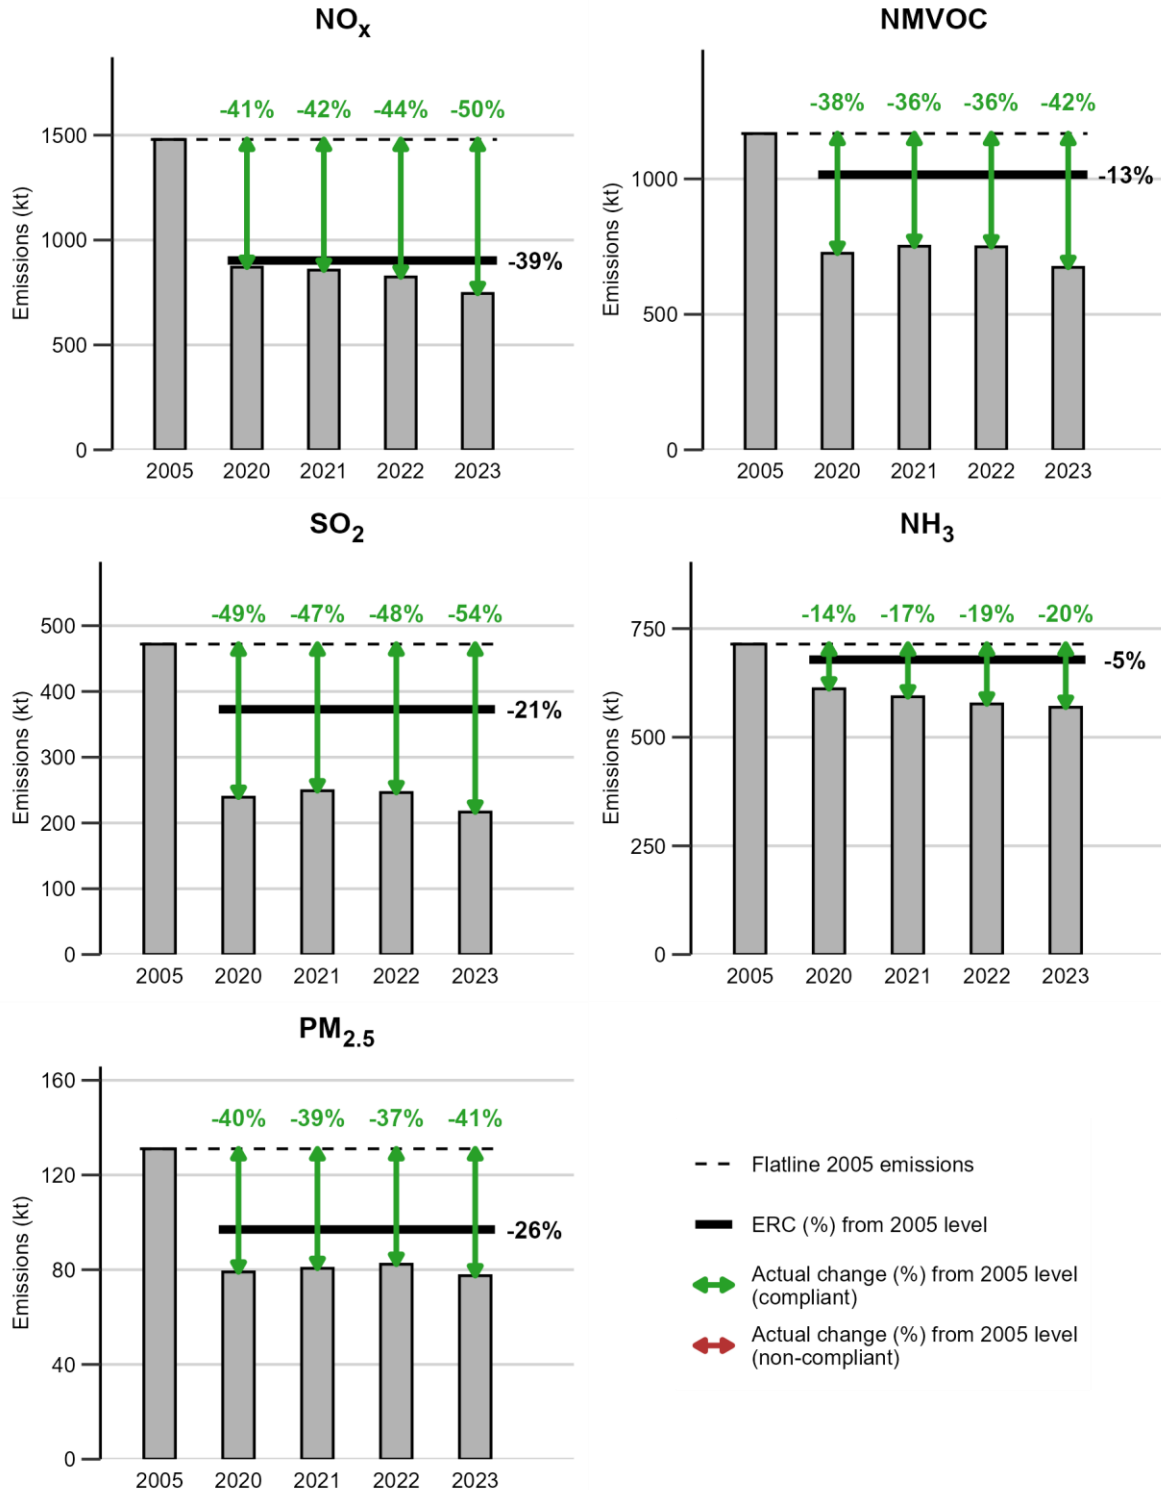 NOx
Emissions (kt)
1500
1000
500
0
-41% -42% -44% -50%
-39%
2005 2020 2021 2022 2023
NMVOC
Emissions (kt)
1000
500
0
-38% -36% -36% -42%
-13%
2005 2020 2021 2022 2023
SO2
Emissions (kt)
500
400
300
200
100
0
-49% -47% -48% -54%
-21%
2005 2020 2021 2022 2023
NH3
Emissions (kt)
750
500
250
0
-14% -17% -19% -20%
-5%
2005 2020 2021 2022 2023
PM2.5
Emissions (kt)
160
120
80
40
0
-40% -39% -37% -41%
-26%
2005 2020 2021 2022 2023
Flatline 2005 emissions
ERC (%) from 2005 level
Actual change (%) from 2005 level
(compliant)
Actual change (%) from 2005 level
(non-compliant)